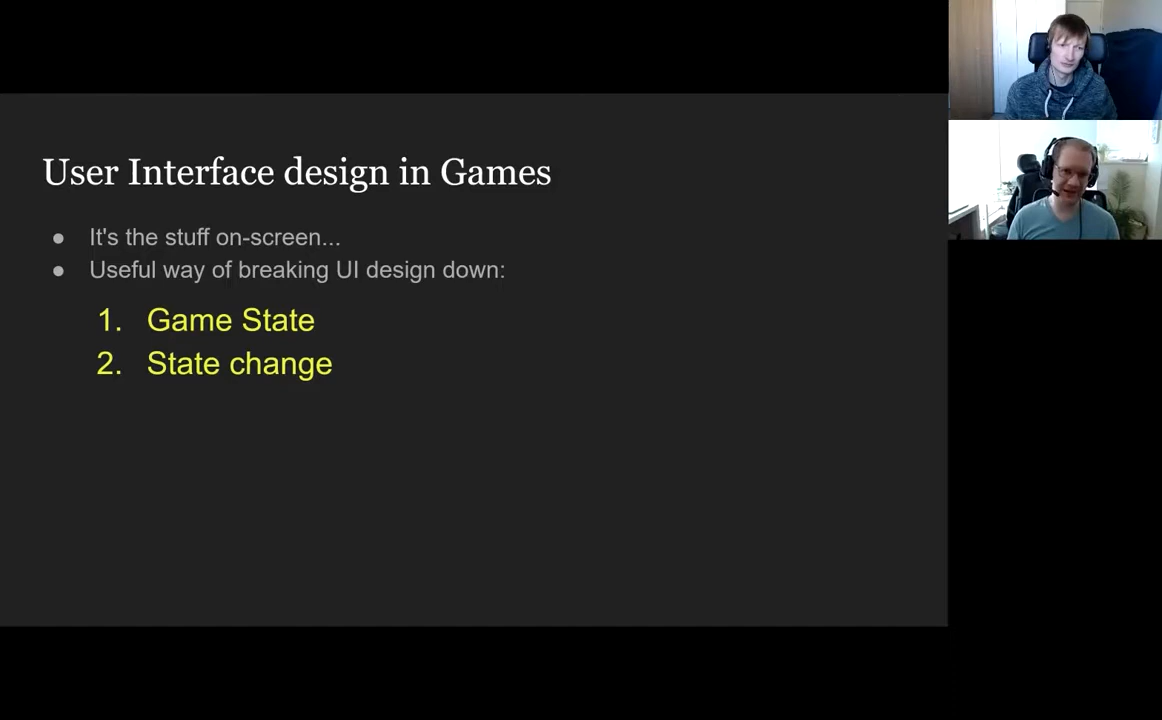 User Interface design in Games
● It's the stuff on-screen...
● Useful way of breaking UI design down:
1. Game State
2. State change